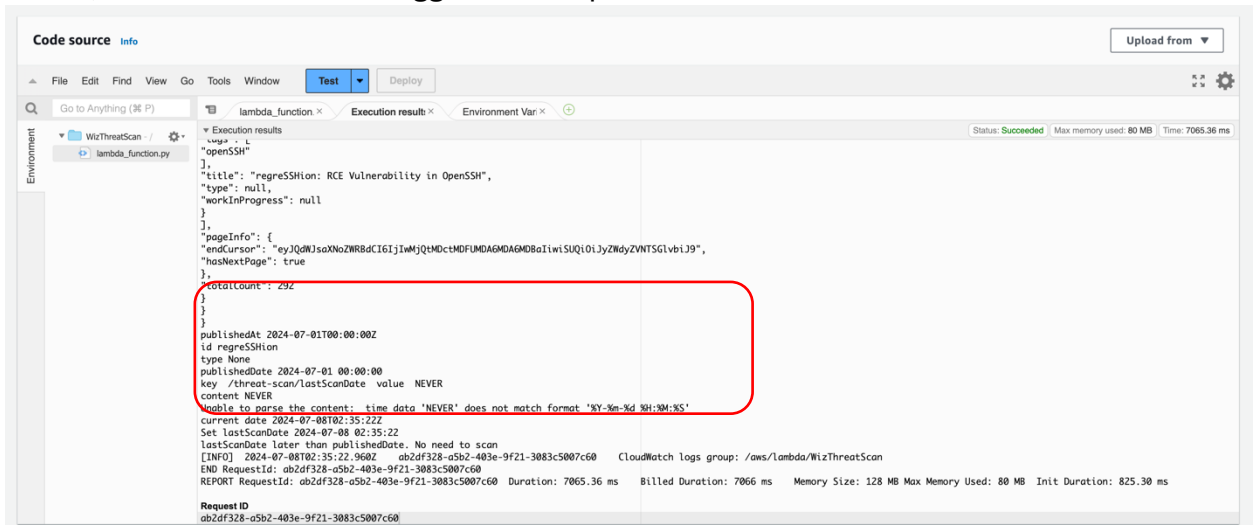 Code source Info
Upload from
File Edit Find View Go Tools Window Test Deploy
Go to Anything (⌘ P)
lambda_function × Execution results × Environment Vari ×
Environment
WizThreatScan - /
lambda_function.py
Execution results
Status: Succeeded Max memory used: 80 MB Time: 7065.36 ms
"openSSH"
],
"title": "regreSSHion: RCE Vulnerability in OpenSSH",
"type": null,
"workInProgress": null
}
],
"pageInfo": {
"hasNextPage": true
},
"totalCount": 292
}
}
}
publishedAt 2024-07-01T00:00:00Z
id regreSSHion
type None
publishedDate 2024-07-01 00:00:00
key /threat-scan/lastScanDate value NEVER
content NEVER
Unable to parse the content: time data 'NEVER' does not match format '%Y-%m-%d %H:%M:%S'
current date 2024-07-08T02:35:22Z
Set lastScanDate 2024-07-08 02:35:22
lastScanDate later than publishedDate. No need to scan
[INFO] 2024-07-08T02:35:22.960Z ab2df328-a5b2-403e-9f21-3083c5007c60 CloudWatch logs group: /aws/lambda/WizThreatScan
END RequestId: ab2df328-a5b2-403e-9f21-3083c5007c60
REPORT RequestId: ab2df328-a5b2-403e-9f21-3083c5007c60 Duration: 7065.36 ms Billed Duration: 7066 ms Memory Size: 128 MB Max Memory Used: 80 MB Init Duration: 825.30 ms
Request ID
ab2df328-a5b2-403e-9f21-3083c5007c60